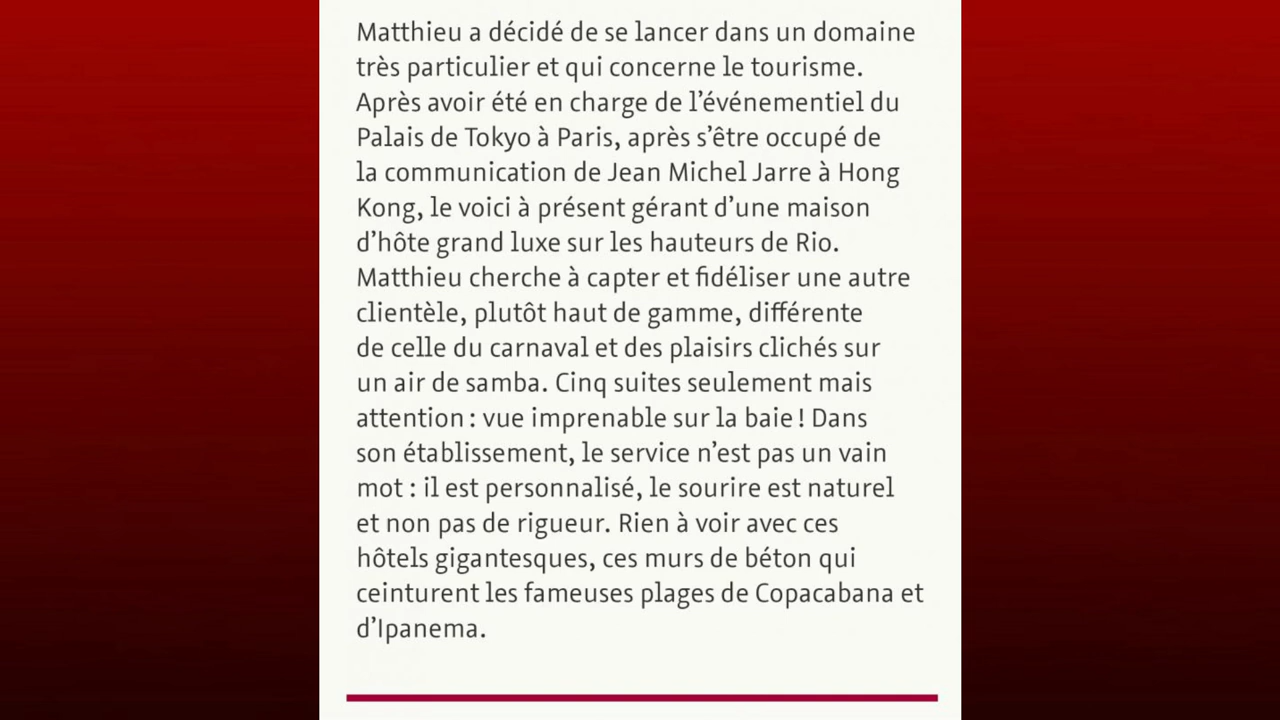 Matthieu a décidé de se lancer dans un domaine
très particulier et qui concerne le tourisme.
Après avoir été en charge de l’événementiel du
Palais de Tokyo à Paris, après s’être occupé de
la communication de Jean Michel Jarre à Hong
Kong, le voici à présent gérant d’une maison
d’hôte grand luxe sur les hauteurs de Rio.
Matthieu cherche à capter et fidéliser une autre
clientèle, plutôt haut de gamme, différente
de celle du carnaval et des plaisirs clichés sur
un air de samba. Cinq suites seulement mais
attention : vue imprenable sur la baie ! Dans
son établissement, le service n’est pas un vain
mot : il est personnalisé, le sourire est naturel
et non pas de rigueur. Rien à voir avec ces
hôtels gigantesques, ces murs de béton qui
ceinturent les fameuses plages de Copacabana et
d’Ipanema.